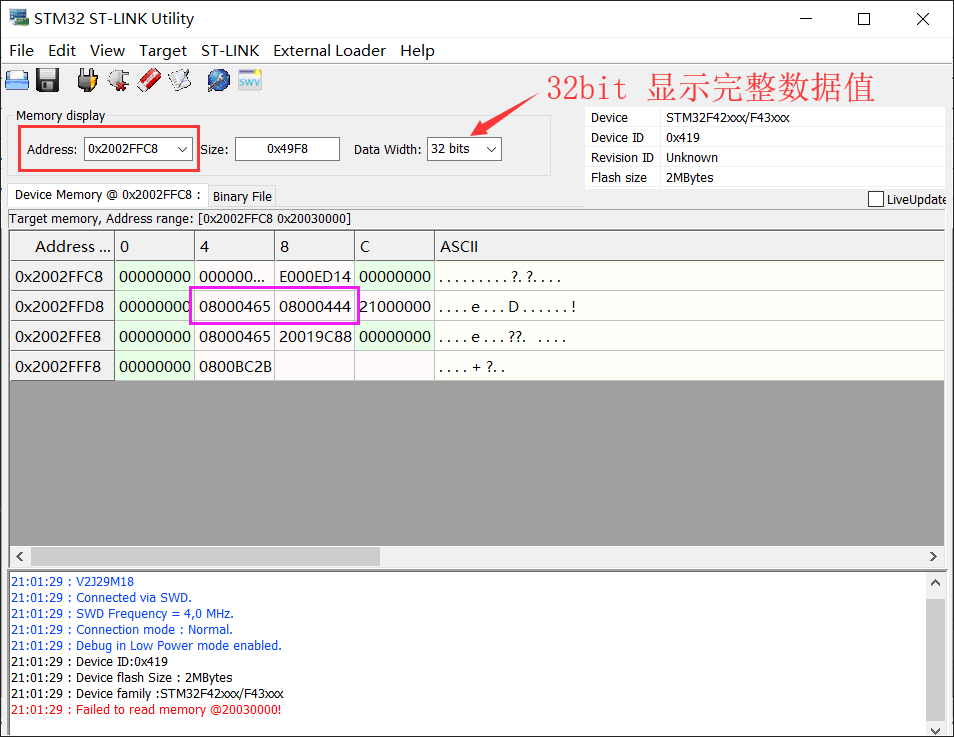 STM32 ST-LINK Utility
File Edit View Target ST-LINK External Loader Help
SWV
32bit 显示完整数据值
Memory display
Address: 0x2002FFC8 Size: 0x49F8 Data Width: 32 bits
Device STM32F42xxx/F43xxx
Device ID 0x419
Revision ID Unknown
Flash size 2MBytes
LiveUpdate
Device Memory @ 0x2002FFC8 : Binary File
Target memory, Address range: [0x2002FFC8 0x20030000]
Address ... 0 4 8 C ASCII
0x2002FFC8 00000000 000000... E000ED14 00000000 .........?.?....
0x2002FFD8 00000000 08000465 08000444 21000000 ....e...D......!
0x2002FFE8 00000000 08000465 20019C88 00000000 ....e...??. ....
0x2002FFF8 00000000 0800BC2B ....+?..
21:01:29 : V2J29M18
21:01:29 : Connected via SWD.
21:01:29 : SWD Frequency = 4,0 MHz.
21:01:29 : Connection mode : Normal.
21:01:29 : Debug in Low Power mode enabled.
21:01:29 : Device ID:0x419
21:01:29 : Device flash Size : 2MBytes
21:01:29 : Device family :STM32F42xxx/F43xxx
21:01:29 : Failed to read memory @20030000!